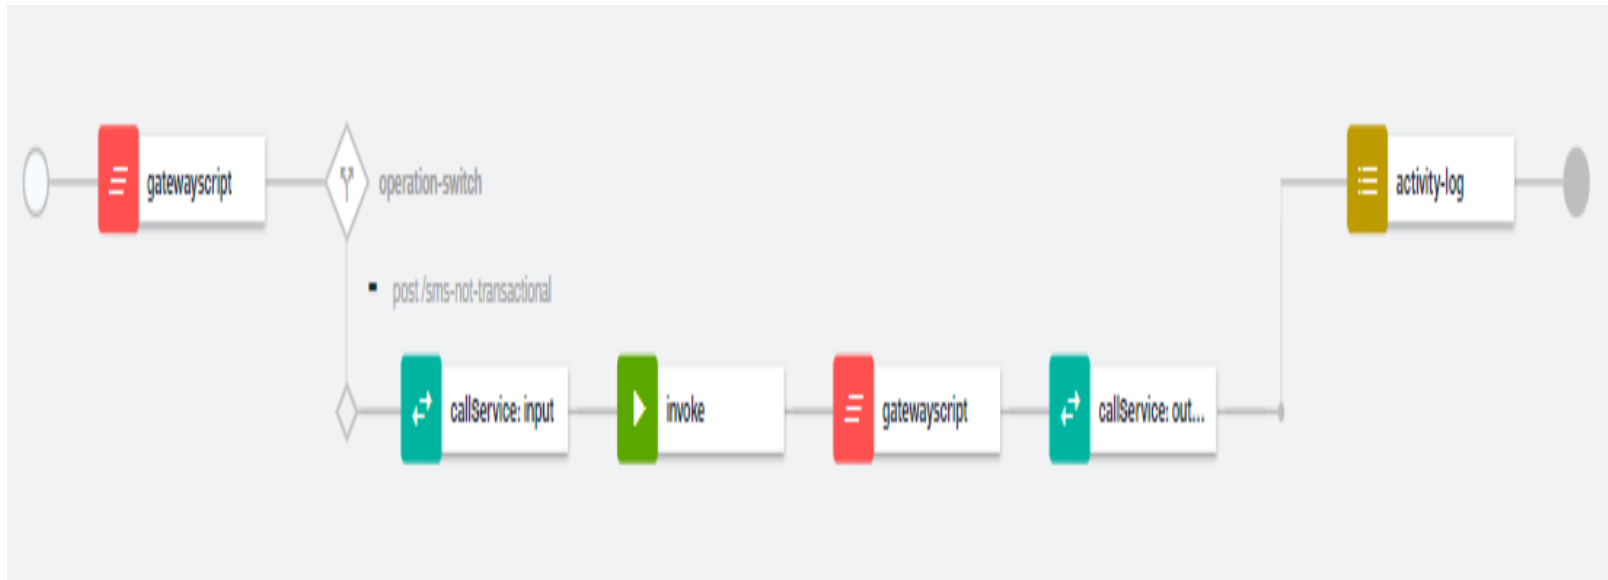 gatewayscript
operation-switch
activity-log
post /sms-not-transactional
callService: input
invoke
gatewayscript
callService: out...